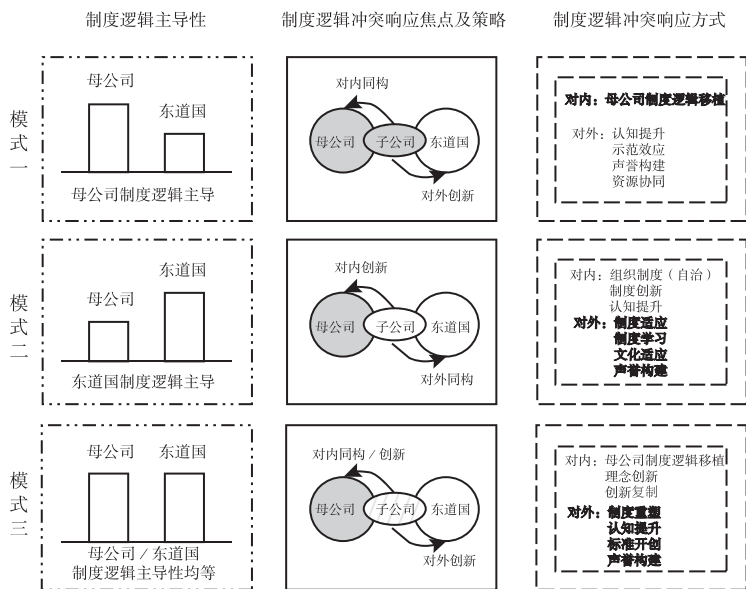 制度逻辑主导性
制度逻辑冲突响应焦点及策略
制度逻辑冲突响应方式
模式一
母公司
东道国
母公司制度逻辑主导
对内同构
母公司
子公司
东道国
对外创新
对内：母公司制度逻辑移植
对外：认知提升
示范效应
声誉构建
资源协同
模式二
母公司
东道国
东道国制度逻辑主导
对内创新
母公司
子公司
东道国
对外同构
对内：组织制度（自治）
制度创新
认知提升
对外：制度适应
制度学习
文化适应
声誉构建
模式三
母公司
东道国
母公司/东道国
制度逻辑主导性均等
对内同构/创新
母公司
子公司
东道国
对外创新
对内：母公司制度逻辑移植
理念创新
创新复制
对外：制度重塑
认知提升
标准开创
声誉构建